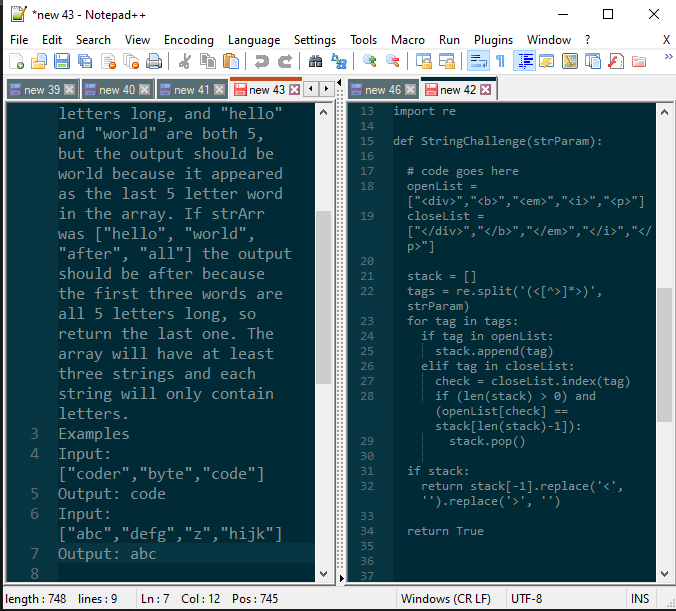 *new 43 - Notepad++
File Edit Search View Encoding Language Settings Tools Macro Run Plugins Window ? X
new 39 new 40 new 41 new 43
letters long, and "hello"
and "world" are both 5,
but the output should be
world because it appeared
as the last 5 letter word
in the array. If strArr
was ["hello", "world",
"after", "all"] the output
should be after because
the first three words are
all 5 letters long, so
return the last one. The
array will have at least
three strings and each
string will only contain
letters.
3 Examples
4 Input:
["coder","byte","code"]
5 Output: code
6 Input:
["abc","defg","z","hijk"]
7 Output: abc
8
new 46 new 42
13 import re
14
15 def StringChallenge(strParam):
16
17 # code goes here
18 openList =
["<div>","<b>","<em>","<i>","<p>"]
19 closeList =
["</div>","</b>","</em>","</i>","</
p>"]
20
21 stack = []
22 tags = re.split('(<[^>]*>)',
strParam)
23 for tag in tags:
24 if tag in openList:
25 stack.append(tag)
26 elif tag in closeList:
27 check = closeList.index(tag)
28 if (len(stack) > 0) and
(openList[check] ==
stack[len(stack)-1]):
29 stack.pop()
30
31 if stack:
32 return stack[-1].replace('<',
'').replace('>', '')
33
34 return True
35
36
37
length : 748 lines : 9 Ln : 7 Col : 12 Pos : 745 Windows (CR LF) UTF-8 INS